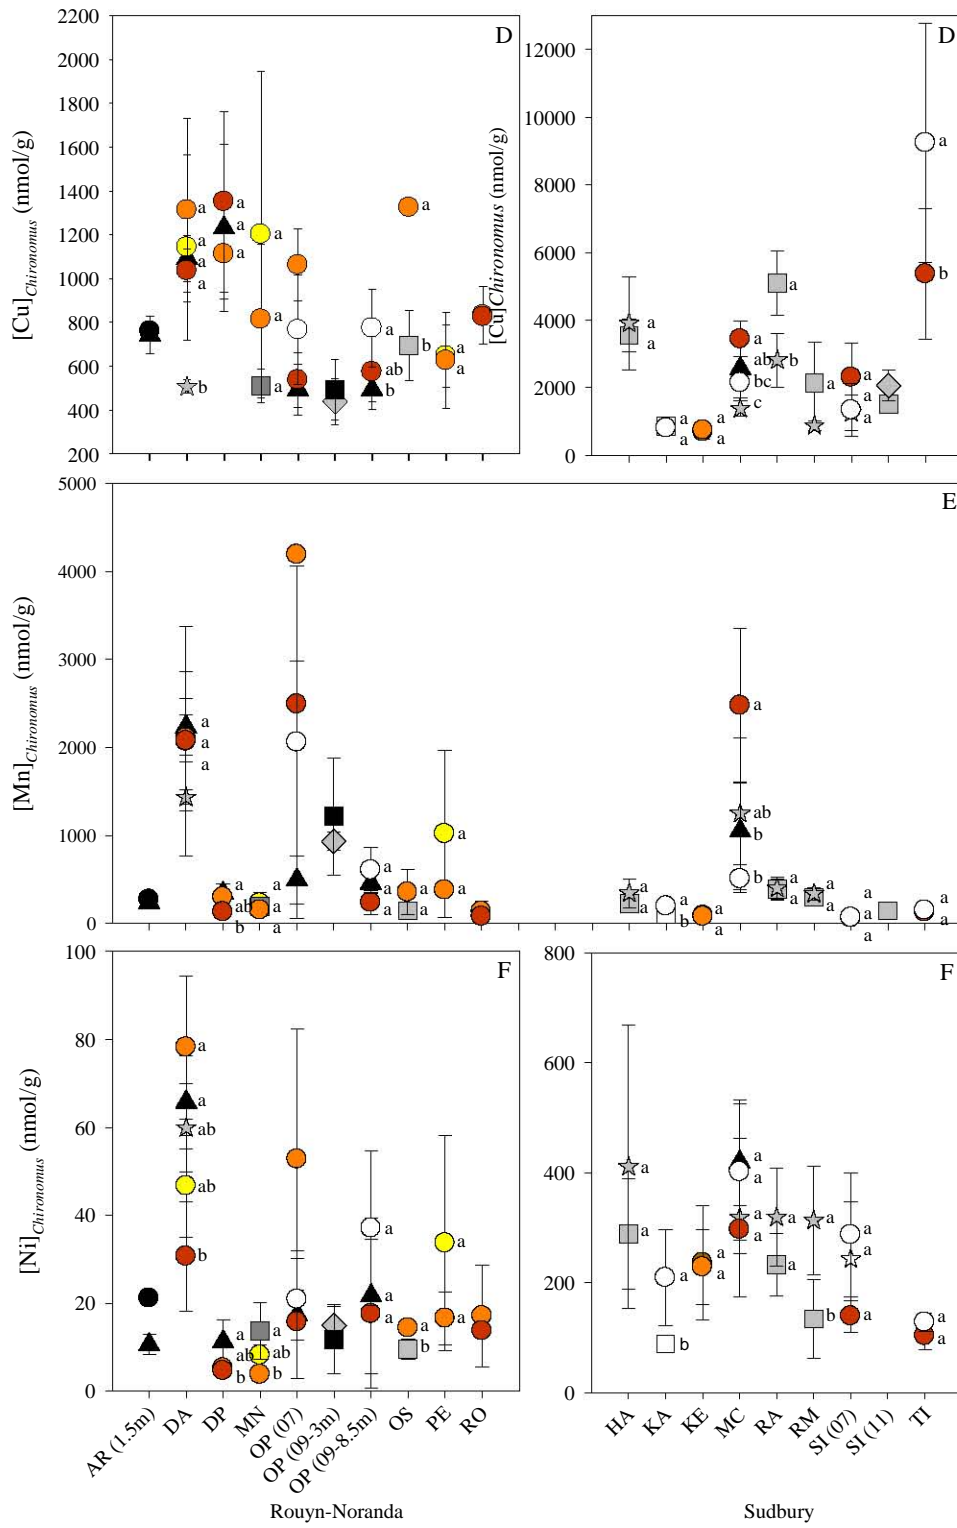 D
2200
2000
1800
1600
1400
1200
1000
800
600
400
200
[Cu]Chironomus (nmol/g)
a
a
a
a
b
a
a
a
a
a
a
a
ab
b
a
b
a
a
D
12000
10000
8000
6000
4000
2000
0
[Cu]Chironomus (nmol/g)
a
a
a
a
a
a
a
ab
bc
c
a
b
a
a
a
a
a
b
E
5000
4000
3000
2000
1000
0
[Mn]Chironomus (nmol/g)
a
a
a
a
ab
b
a
a
a
a
a
a
a
a
a
a
a
a
b
a
a
a
ab
b
b
a
a
a
a
a
a
a
a
F
100
80
60
40
20
0
[Ni]Chironomus (nmol/g)
a
a
ab
ab
b
a
ab
b
a
ab
b
a
a
a
a
b
a
a
F
800
600
400
200
0
a
a
a
b
a
a
a
a
a
a
a
a
a
b
a
a
a
a
a
AR (1.5m)
DA
DP
MN
OP (07)
OP (09-3m)
OP (09-8.5m)
OS
PE
RO
HA
KA
KE
MC
RA
RM
SI (07)
SI (11)
TI
Rouyn-Noranda
Sudbury